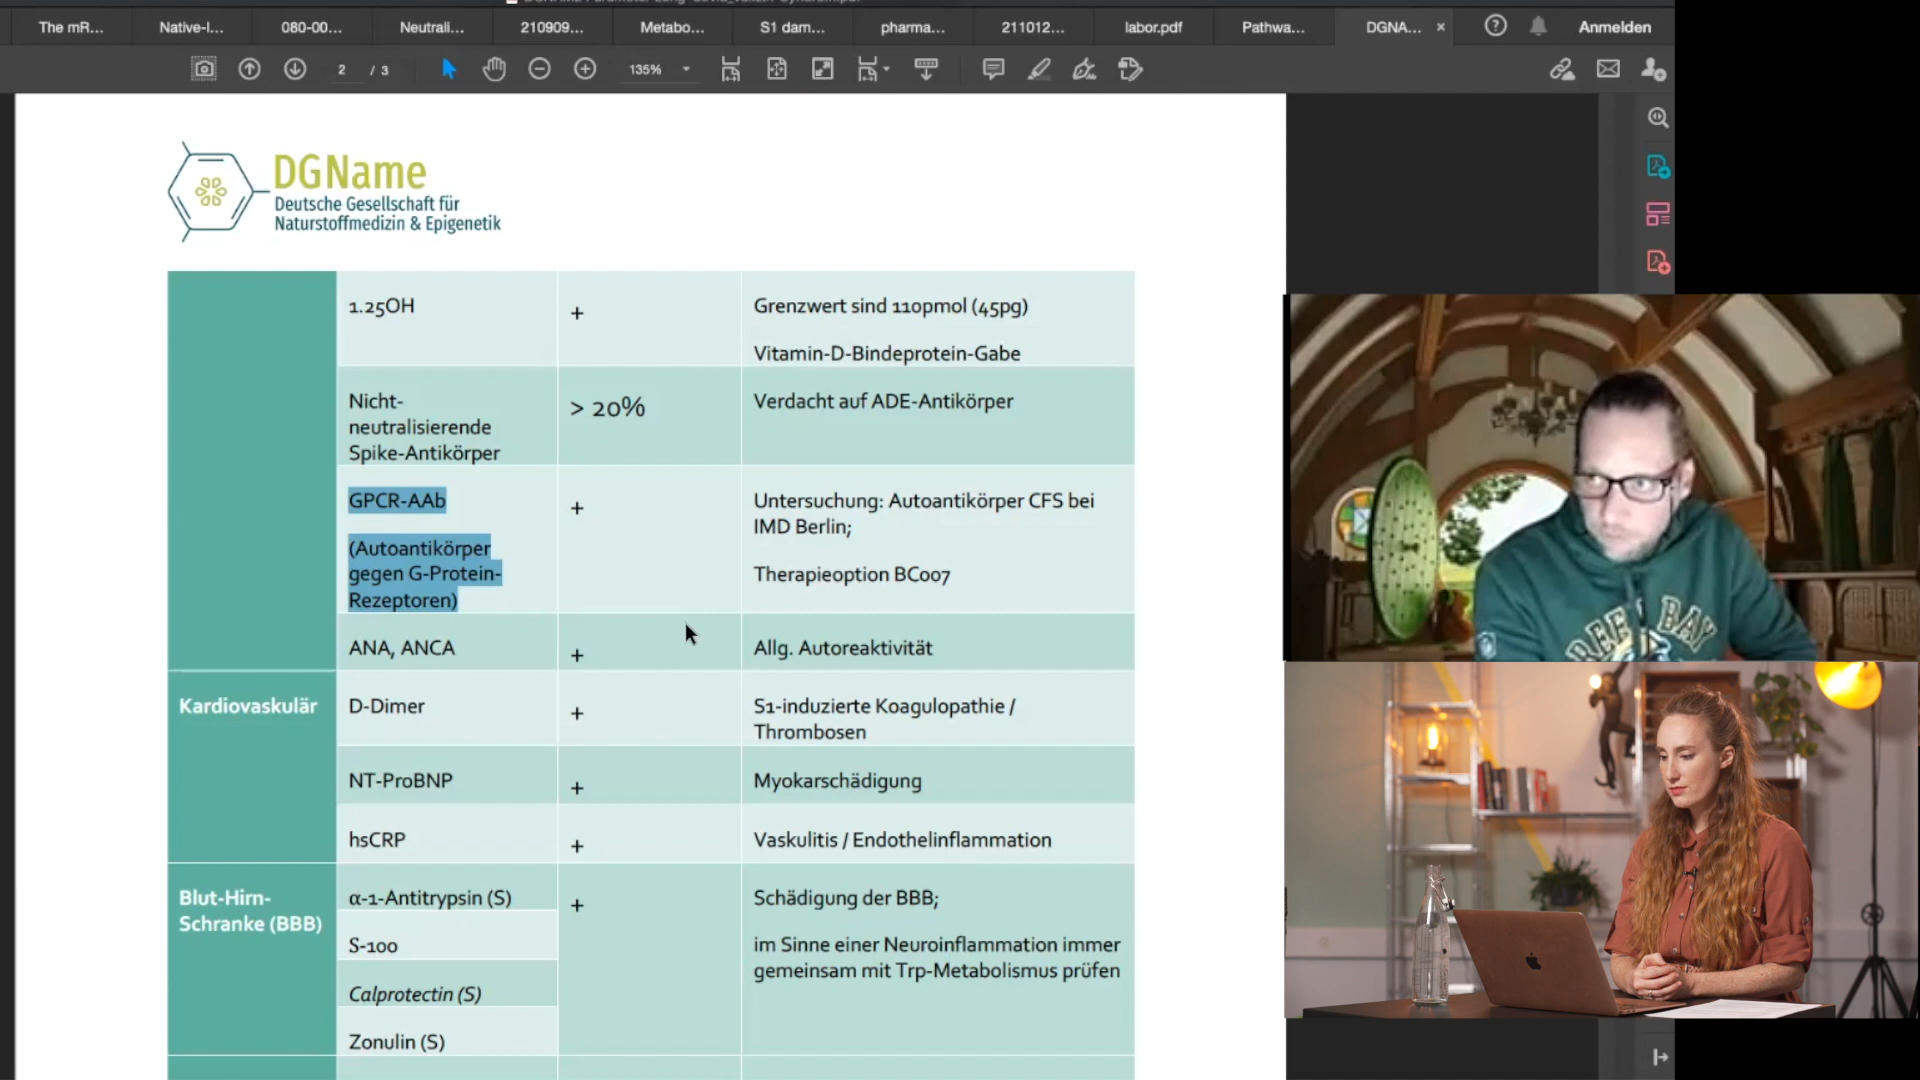 The mR...
Native-I...
080-00...
Neutrali...
210909...
Metabo...
S1 dam...
pharma...
211012...
labor.pdf
Pathwa...
DGNA...
Anmelden
2 / 3
135%
DGName
Deutsche Gesellschaft für
Naturstoffmedizin & Epigenetik
1.25OH
+
Grenzwert sind 110pmol (45pg)
Vitamin-D-Bindeprotein-Gabe
Nicht-
neutralisierende
Spike-Antikörper
> 20%
Verdacht auf ADE-Antikörper
GPCR-AAb
(Autoantikörper
gegen G-Protein-
Rezeptoren)
+
Untersuchung: Autoantikörper CFS bei
IMD Berlin;
Therapieoption BC007
ANA, ANCA
+
Allg. Autoreaktivität
Kardiovaskulär
D-Dimer
+
S1-induzierte Koagulopathie /
Thrombosen
NT-ProBNP
+
Myokarschädigung
hsCRP
+
Vaskulitis / Endothelinflammation
Blut-Hirn-
Schranke (BBB)
α-1-Antitrypsin (S)
S-100
Calprotectin (S)
Zonulin (S)
+
Schädigung der BBB;
im Sinne einer Neuroinflammation immer
gemeinsam mit Trp-Metabolismus prüfen
GREEN BAY